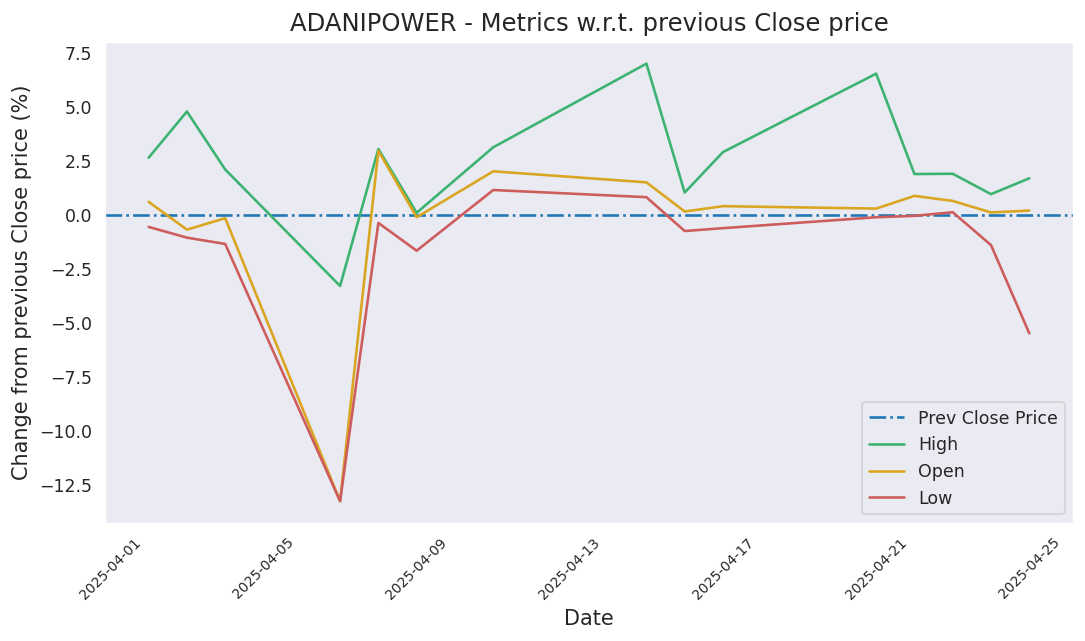 ADANIPOWER - Metrics w.r.t. previous Close price
Change from previous Close price (%)
7.5
5.0
2.5
0.0
−2.5
−5.0
−7.5
−10.0
−12.5
Prev Close Price
High
Open
Low
2025-04-01
2025-04-05
2025-04-09
2025-04-13
2025-04-17
2025-04-21
2025-04-25
Date